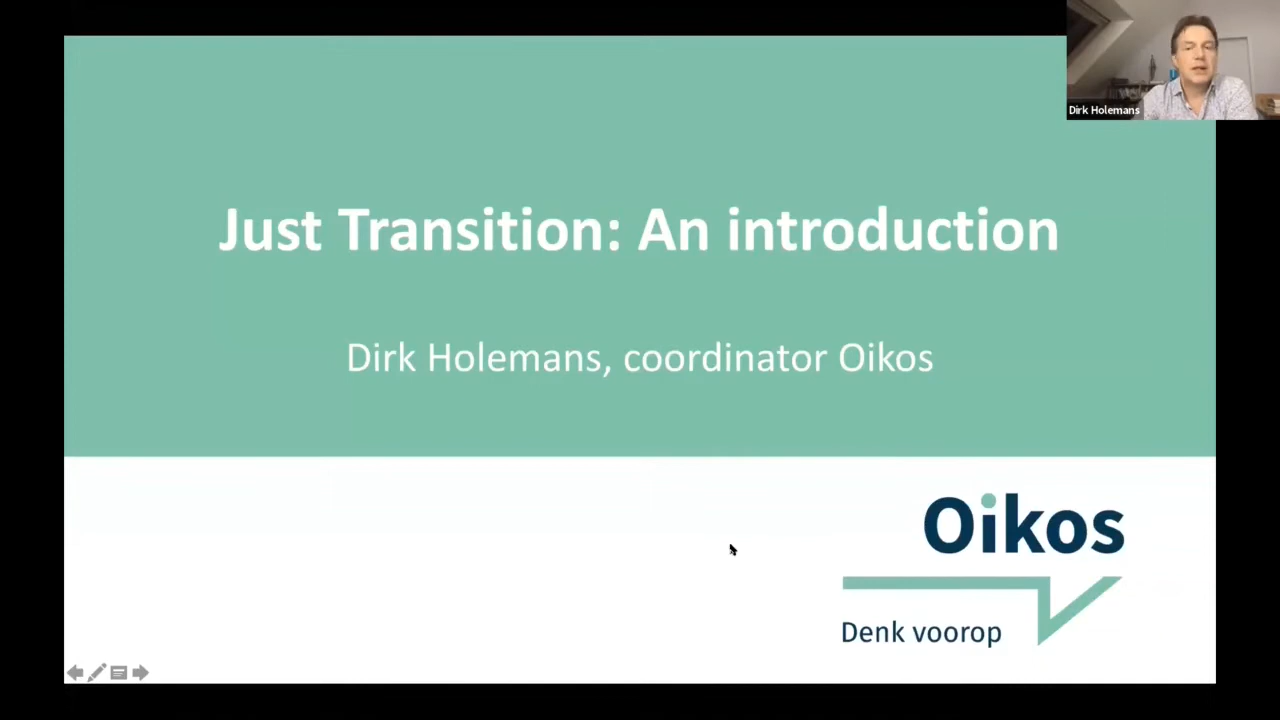 Dirk Holemans
Just Transition: An introduction
Dirk Holemans, coordinator Oikos
Oikos
Denk voorop